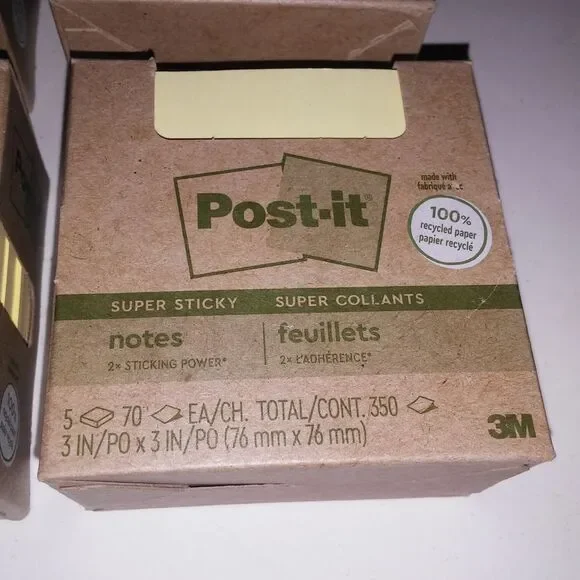 Post-it®
made with
fabriqué
100%
recycled paper
papier recyclé
SUPER STICKY SUPER COLLANTS
notes feuillets
2× STICKING POWER* 2× L'ADHÉRENCE*
5 70 EA/CH. TOTAL/CONT. 350
3 IN/PO x 3 IN/PO (76 mm x 76 mm)
3M